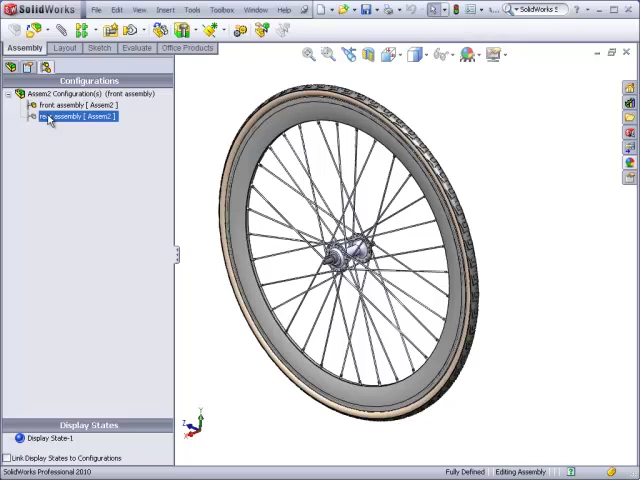 SolidWorks File Edit View Insert Tools Toolbox Window Help SolidWorks S
Assembly Layout Sketch Evaluate Office Products
Configurations
Assem2 Configuration(s) (front assembly)
front assembly [ Assem2 ]
assembly [ Assem2 ]
Y
Z
X
Display States
Display State-1
Link Display States to Configurations
SolidWorks Professional 2010 Fully Defined Editing Assembly